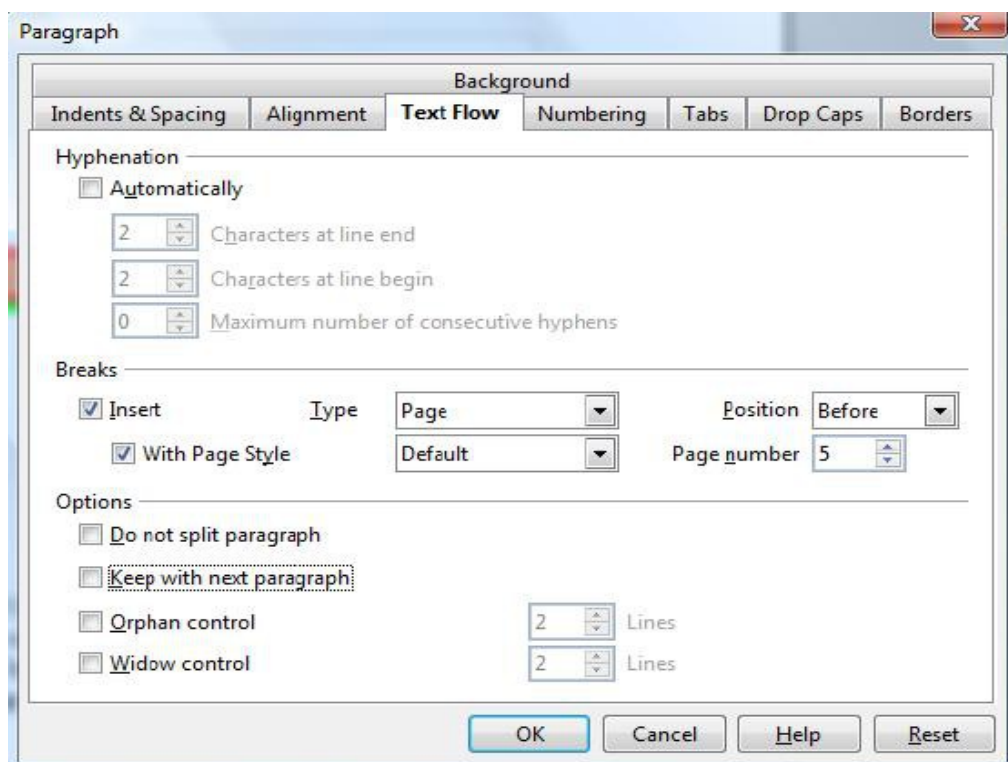 Paragraph
Background
Indents & Spacing Alignment Text Flow Numbering Tabs Drop Caps Borders
Hyphenation
Automatically
2 Characters at line end
2 Characters at line begin
0 Maximum number of consecutive hyphens
Breaks
Insert Type Page Position Before
With Page Style Default Page number 5
Options
Do not split paragraph
Keep with next paragraph
Orphan control 2 Lines
Widow control 2 Lines
OK Cancel Help Reset